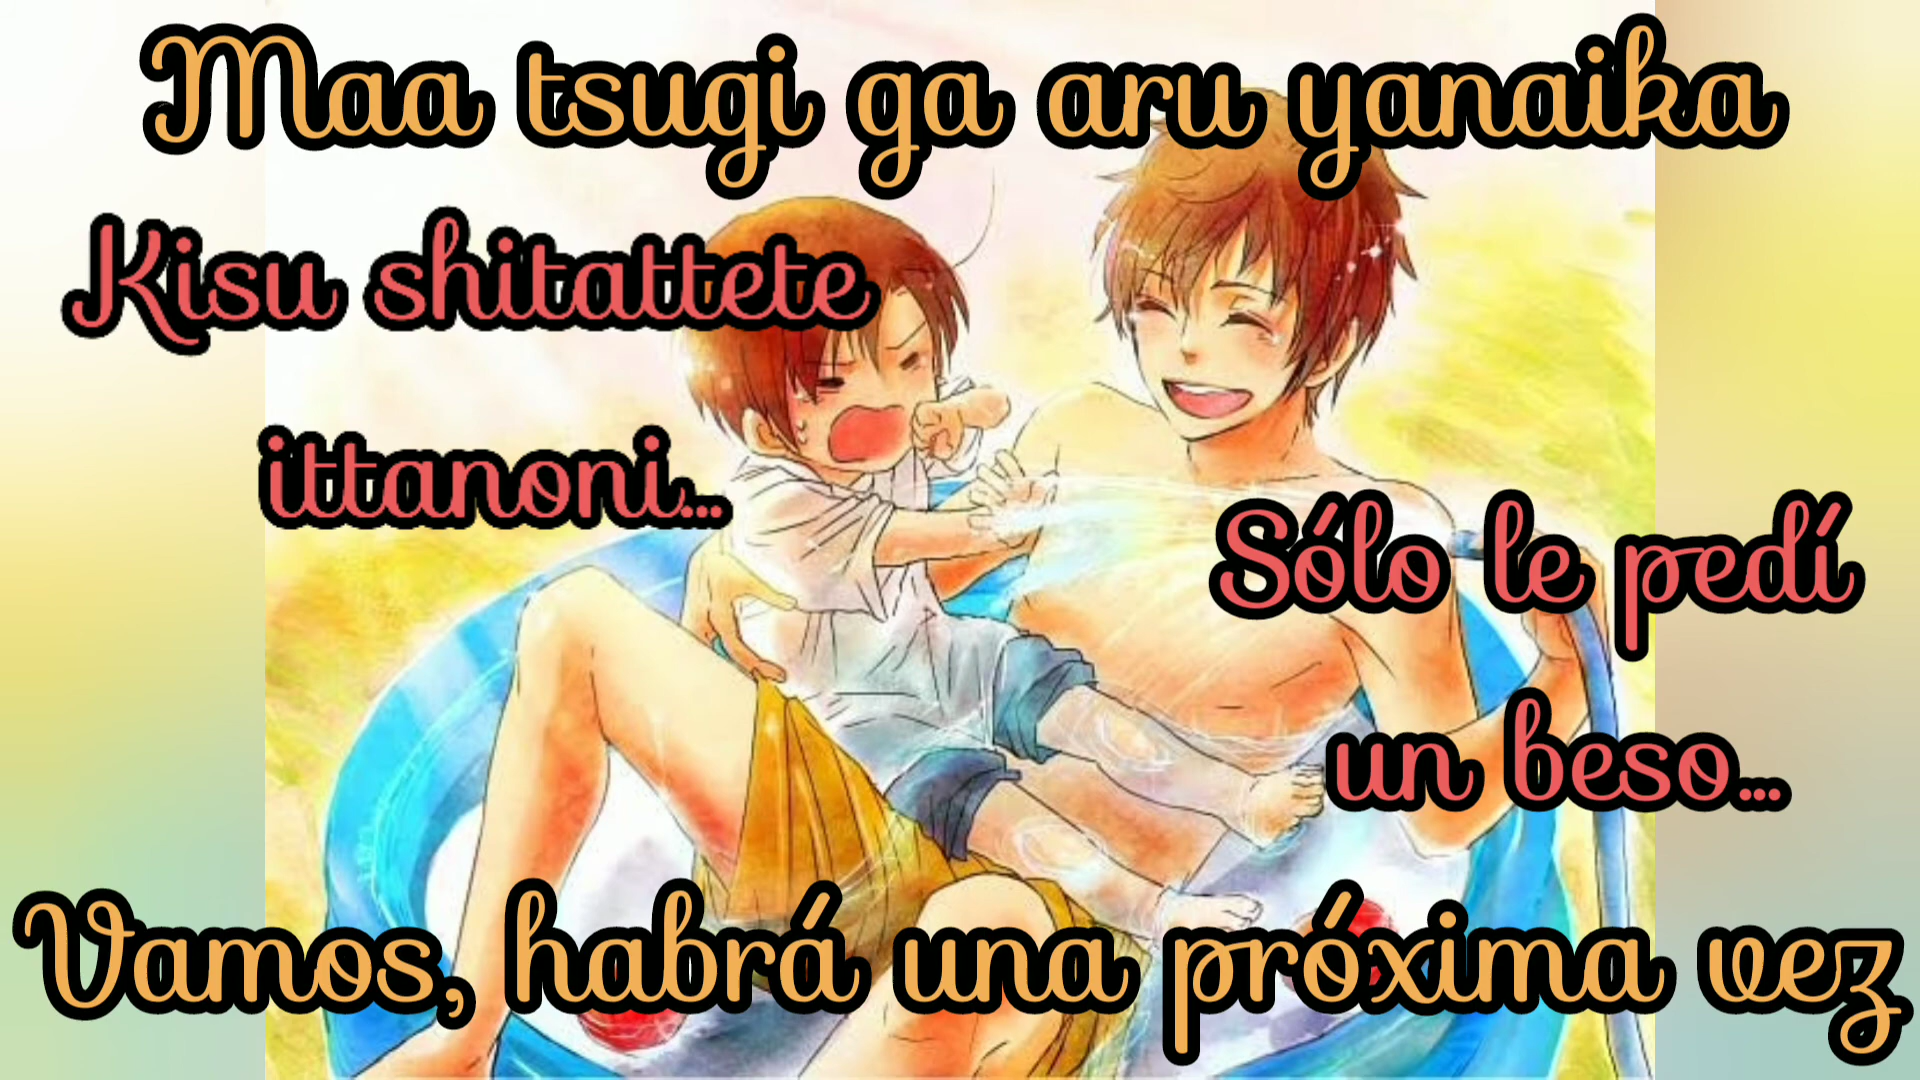 Maa tsugi ga aru yanaika
Kisu shitattete
ittanoni...
Sólo le pedí
un beso...
Vamos, habrá una próxima vez